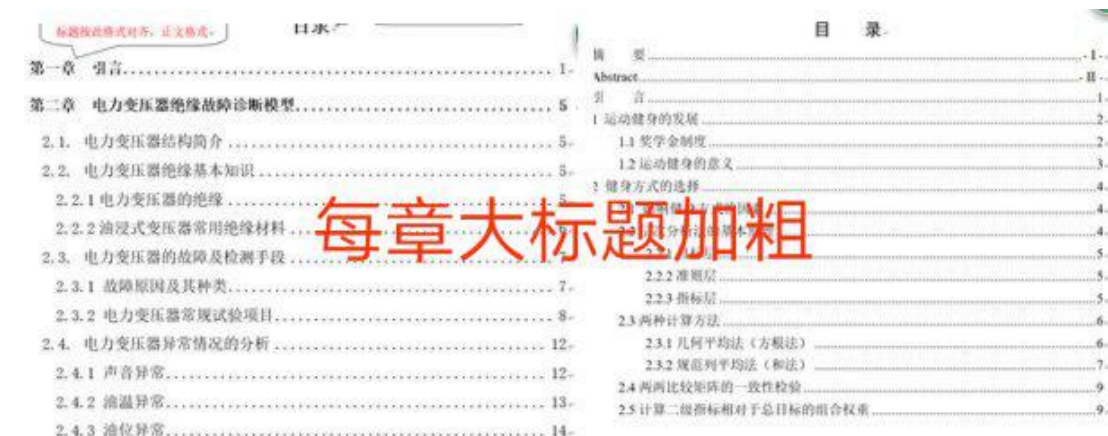 标题按此格式对齐，正文格式。
目录
第一章 引言 1
第二章 电力变压器绝缘故障诊断模型 5
2.1. 电力变压器结构简介 5
2.2. 电力变压器绝缘基本知识 5
2.2.1 电力变压器的绝缘 5
2.2.2 油浸式变压器常用绝缘材料 6
2.3. 电力变压器的故障及检测手段 7
2.3.1 故障原因及其种类 7
2.3.2 电力变压器常规试验项目 8
2.4. 电力变压器异常情况的分析 12
2.4.1 声音异常 12
2.4.2 油温异常 13
2.4.3 油位异常 14
每章大标题加粗
目 录
摘 要 - I -
Abstract - II -
引 言 1
1 运动健身的发展 2
1.1 奖学金制度 2
1.2 运动健身的意义 3
2 健身方式的选择 4
4
4
5
2.2.2 准则层 5
2.2.3 指标层 5
2.3 两种计算方法 6
2.3.1 几何平均法（方根法） 6
2.3.2 规范列平均法（和法） 7
2.4 两两比较矩阵的一致性检验 9
2.5 计算二级指标相对于总目标的组合权重 9